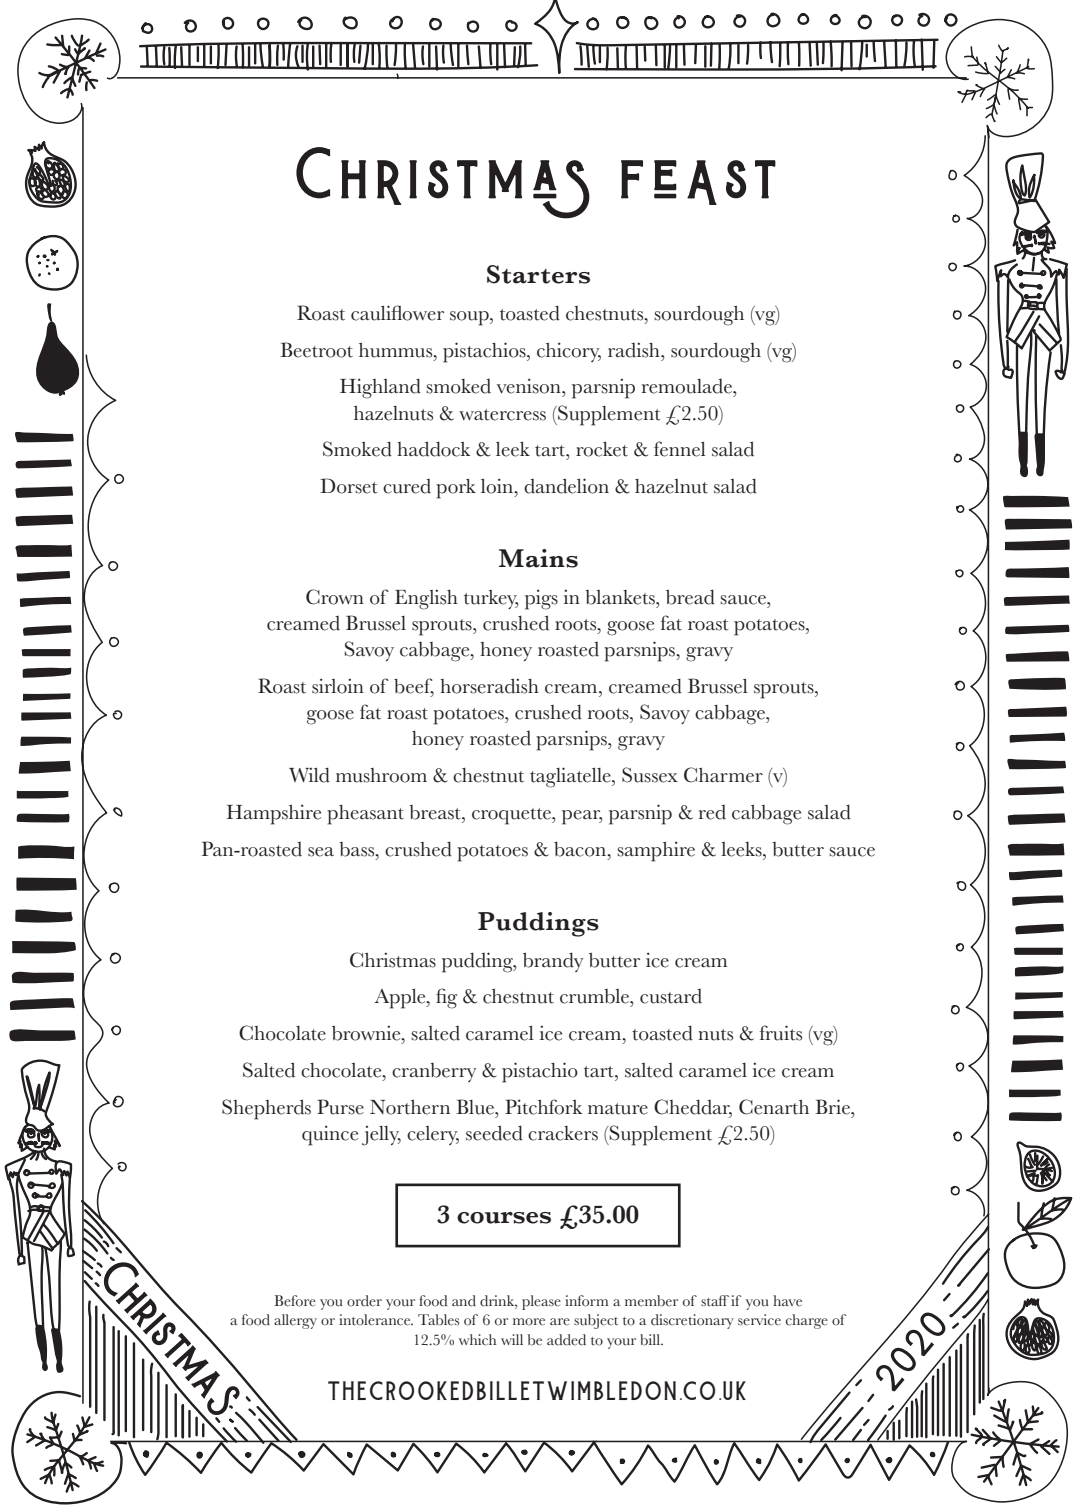 Christmas feast
Starters
Roast cauliflower soup, toasted chestnuts, sourdough (vg)
Beetroot hummus, pistachios, chicory, radish, sourdough (vg)
Highland smoked venison, parsnip remoulade,
hazelnuts & watercress (Supplement £2.50)
Smoked haddock & leek tart, rocket & fennel salad
Dorset cured pork loin, dandelion & hazelnut salad
Mains
Crown of English turkey, pigs in blankets, bread sauce,
creamed Brussel sprouts, crushed roots, goose fat roast potatoes,
Savoy cabbage, honey roasted parsnips, gravy
Roast sirloin of beef, horseradish cream, creamed Brussel sprouts,
goose fat roast potatoes, crushed roots, Savoy cabbage,
honey roasted parsnips, gravy
Wild mushroom & chestnut tagliatelle, Sussex Charmer (v)
Hampshire pheasant breast, croquette, pear, parsnip & red cabbage salad
Pan-roasted sea bass, crushed potatoes & bacon, samphire & leeks, butter sauce
Puddings
Christmas pudding, brandy butter ice cream
Apple, fig & chestnut crumble, custard
Chocolate brownie, salted caramel ice cream, toasted nuts & fruits (vg)
Salted chocolate, cranberry & pistachio tart, salted caramel ice cream
Shepherds Purse Northern Blue, Pitchfork mature Cheddar, Cenarth Brie,
quince jelly, celery, seeded crackers (Supplement £2.50)
3 courses £35.00
Before you order your food and drink, please inform a member of staff if you have
a food allergy or intolerance. Tables of 6 or more are subject to a discretionary service charge of
12.5% which will be added to your bill.
THECROOKEDBILLETWIMBLEDON.CO.UK
Christmas
2020